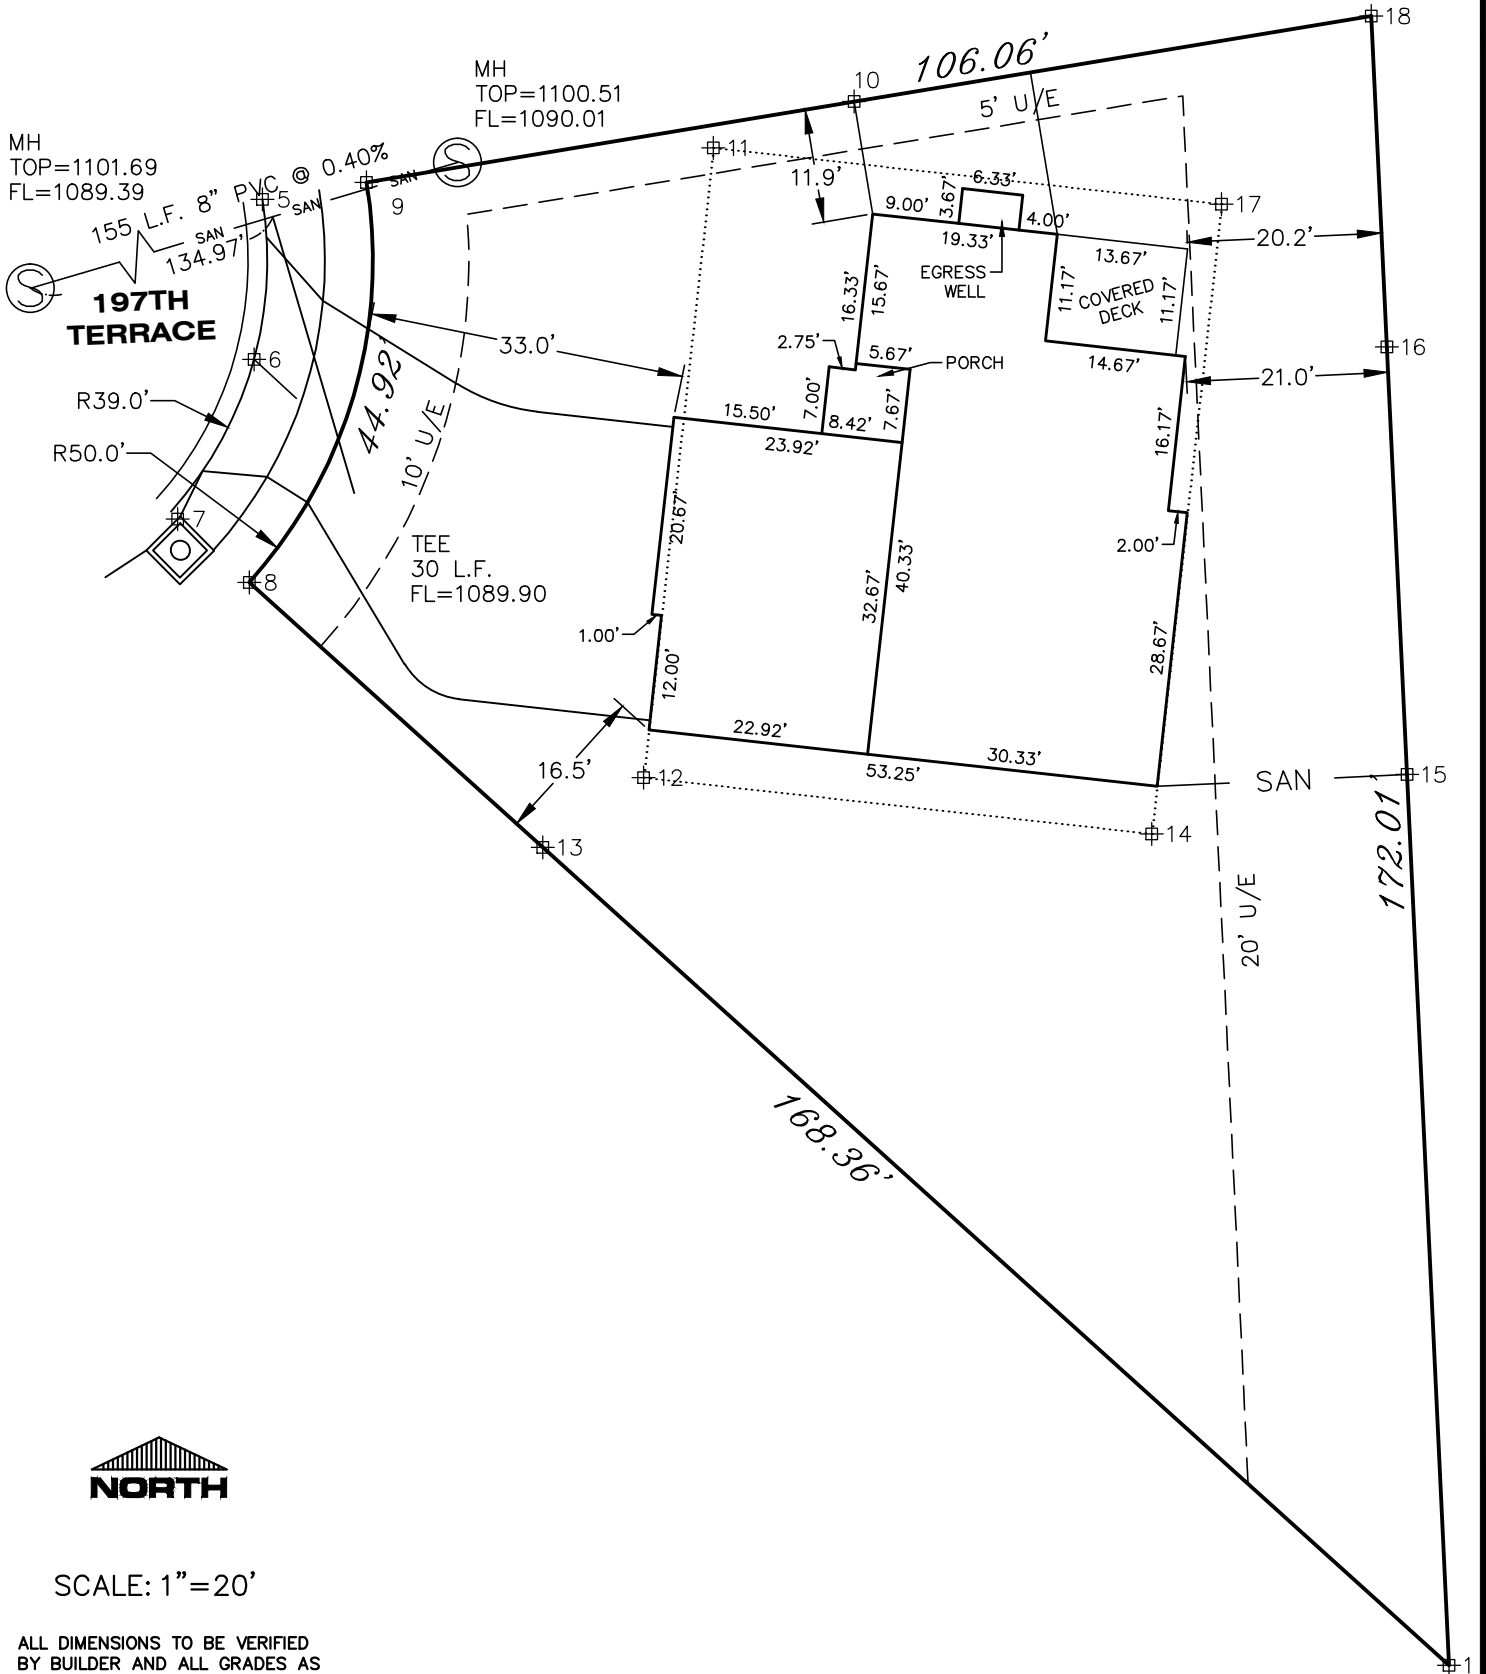 18
106.06'
MH
TOP=1100.51
FL=1090.01
10
5' U/E
MH
TOP=1101.69
FL=1089.39
155 L.F. 8" PVC @ 0.40%
SAN
SAN
SAN
5
9
134.97'
11
11.9'
6.33'
3.67'
9.00'
4.00'
17
19.33'
20.2'
13.67'
EGRESS
WELL
COVERED
DECK
11.17'
11.17'
16.33'
15.67'
197TH
TERRACE
33.0'
2.75'
5.67'
PORCH
14.67'
16
21.0'
6
R39.0'
44.92'
R50.0'
10' U/E
15.50'
7.00'
8.42'
7.67'
23.92'
16.17'
7
20.67'
2.00'
TEE
30 L.F.
FL=1089.90
8
40.33'
32.67'
1.00'
28.67'
12.00'
22.92'
30.33'
53.25'
16.5'
12
SAN
15
14
13
172.01'
20' U/E
168.36'
NORTH
SCALE: 1"=20'
ALL DIMENSIONS TO BE VERIFIED
BY BUILDER AND ALL GRADES AS
1